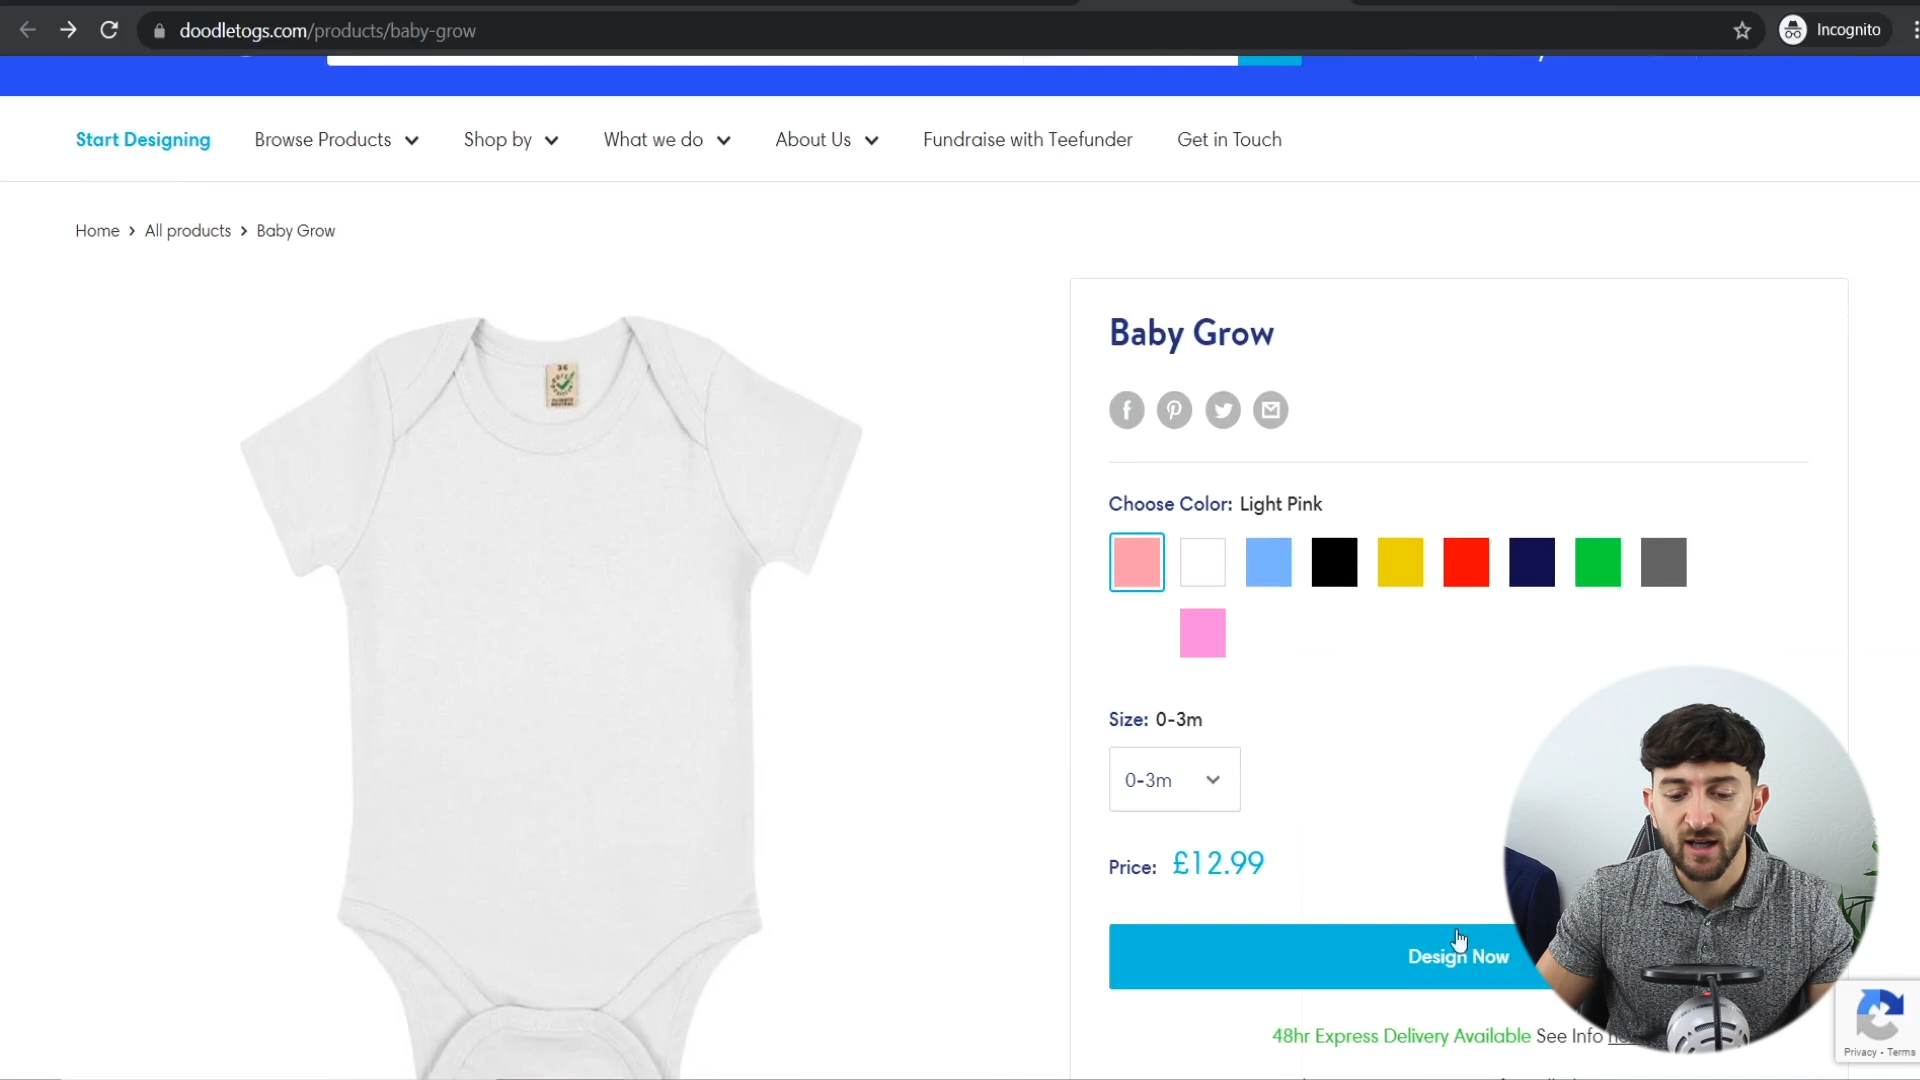 doodletogs.com/products/baby-grow
Incognito
Start Designing
Browse Products
Shop by
What we do
About Us
Fundraise with Teefunder
Get in Touch
Home > All products > Baby Grow
Baby Grow
Choose Color: Light Pink
Size: 0-3m
0-3m
Price: £12.99
Design Now
48hr Express Delivery Available See Info
Privacy - Terms